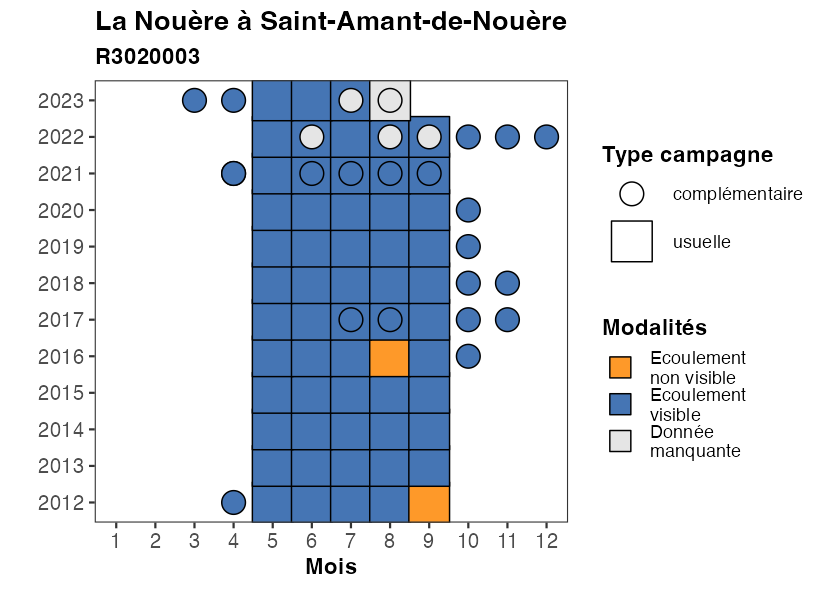 La Nouère à Saint-Amant-de-Nouère
R3020003
2023
2022
2021
2020
2019
2018
2017
2016
2015
2014
2013
2012
1 2 3 4 5 6 7 8 9 10 11 12
Mois
Type campagne
complémentaire
usuelle
Modalités
Ecoulement
non visible
Ecoulement
visible
Donnée
manquante